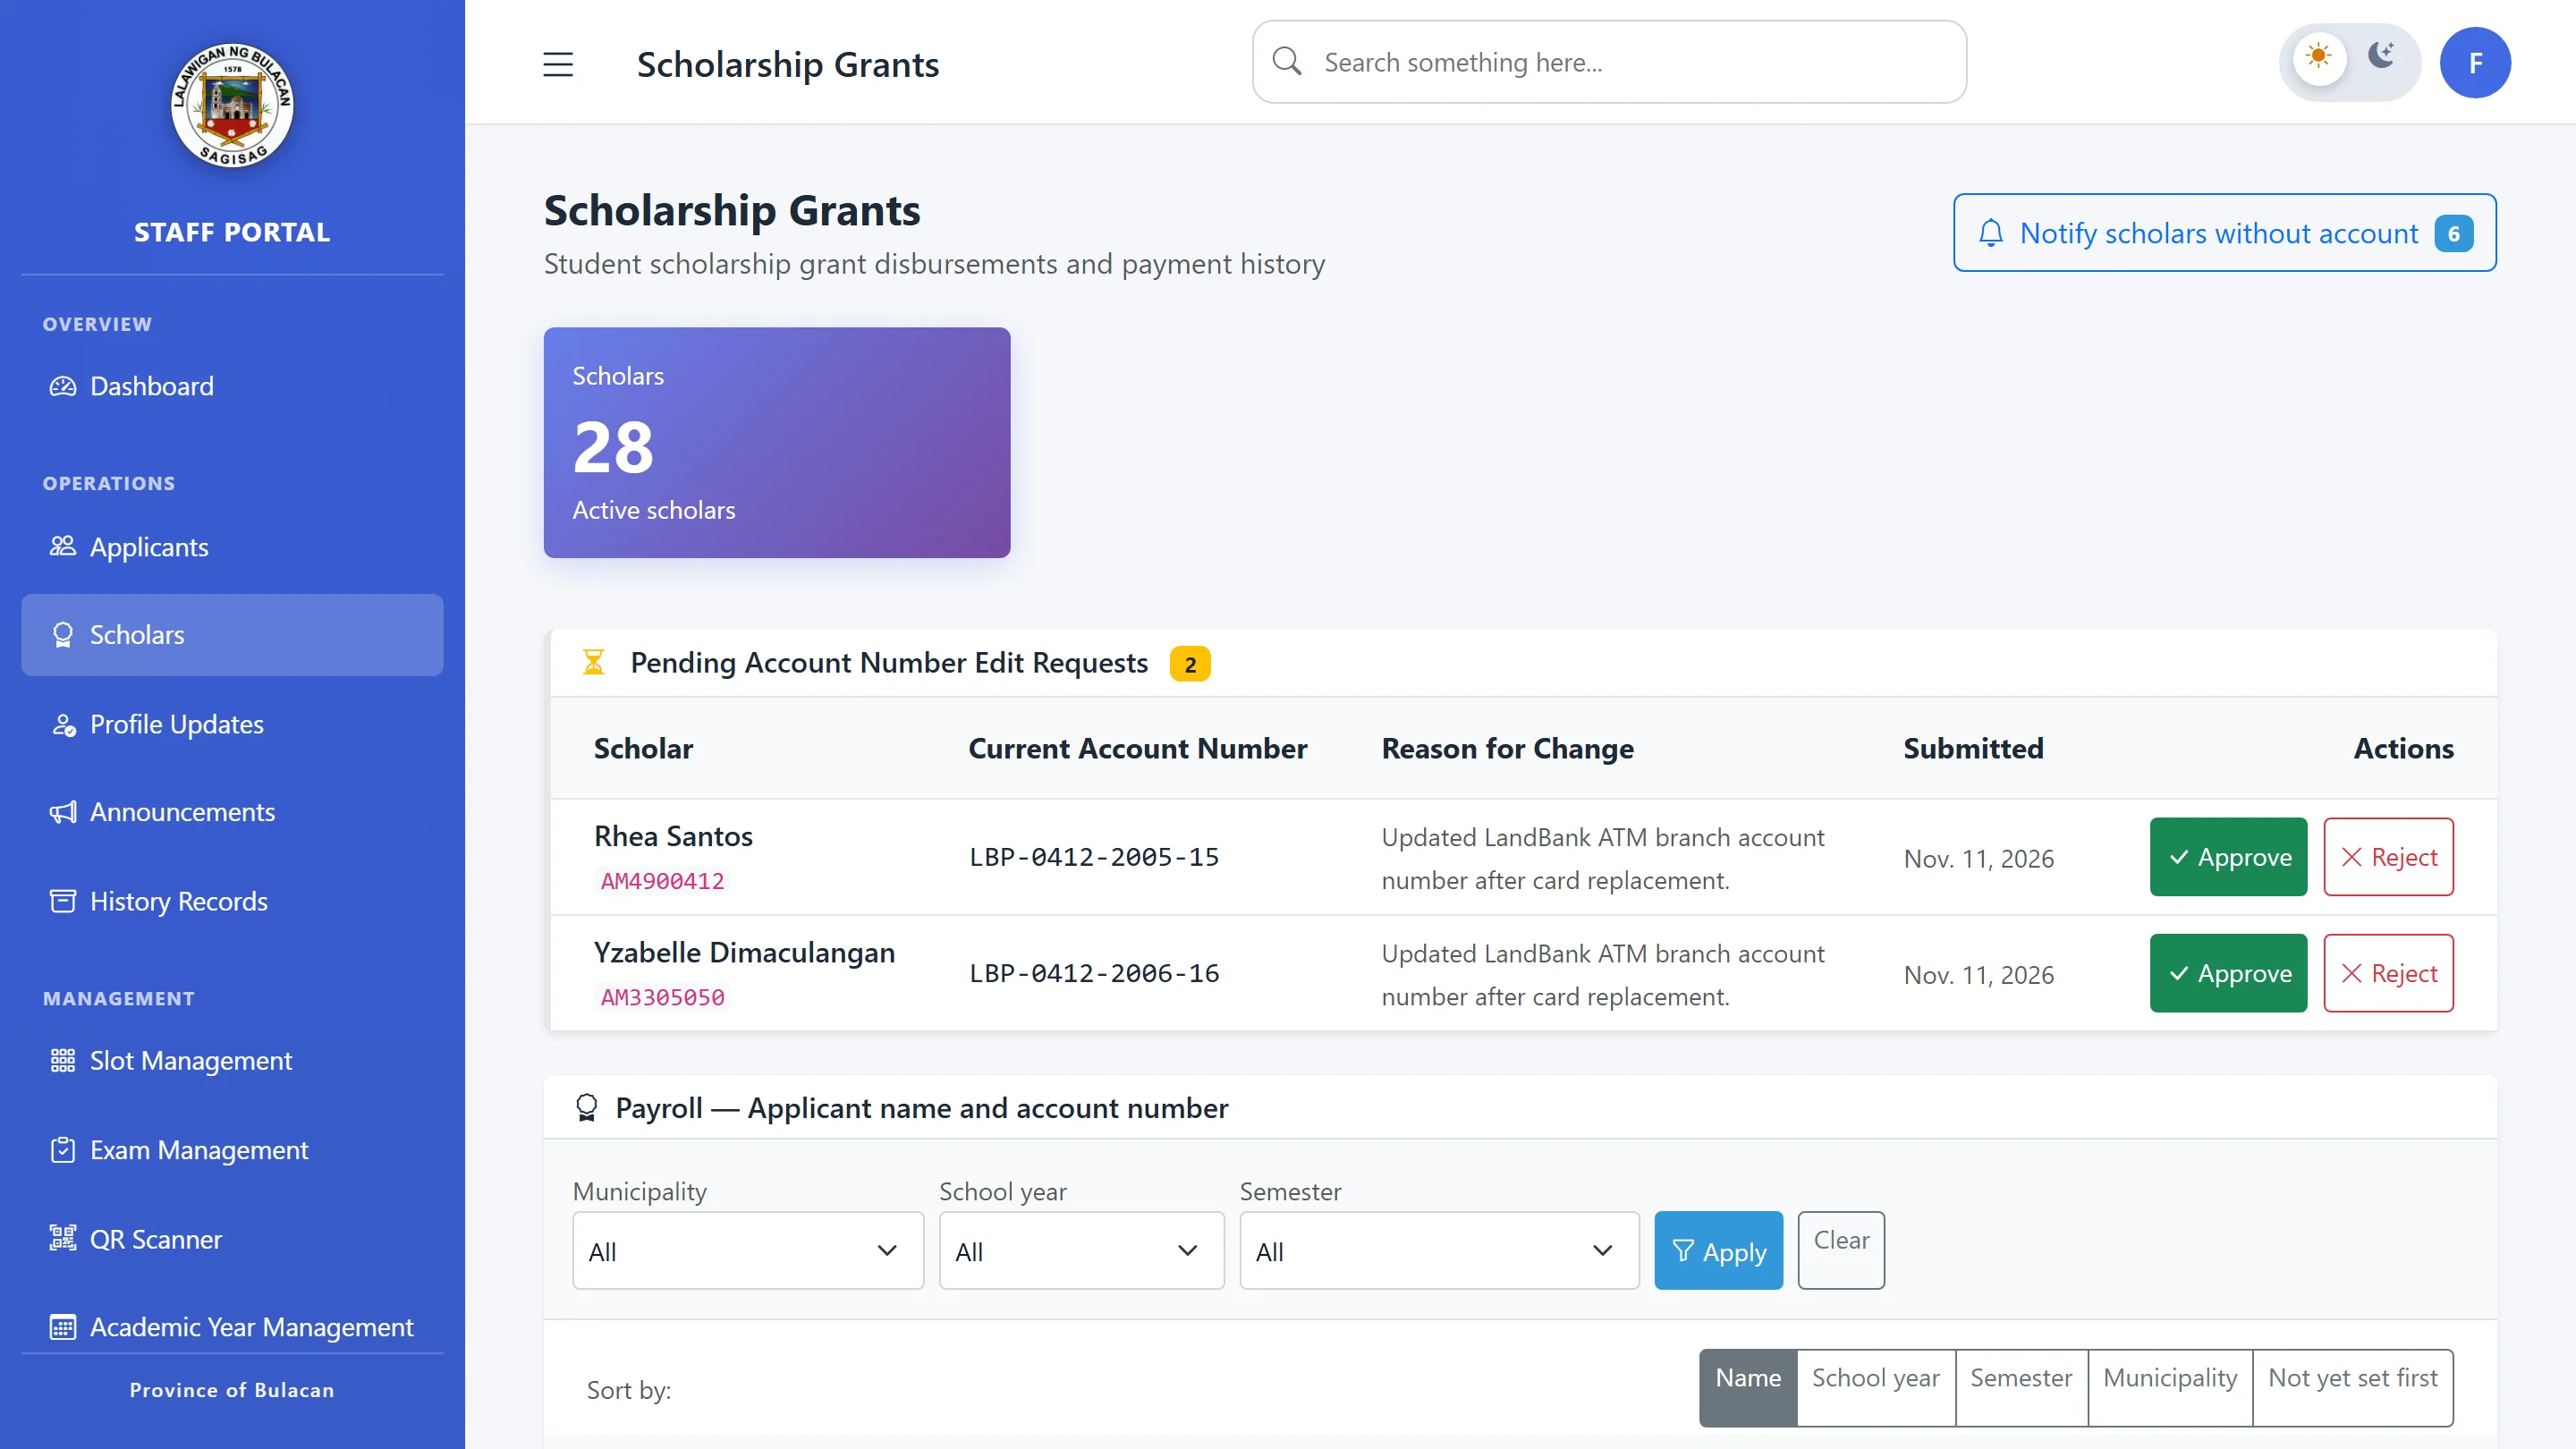 LALAWIGAN NG BULACAN
1578
SAGISAG
STAFF PORTAL
OVERVIEW
Dashboard
OPERATIONS
Applicants
Scholars
Profile Updates
Announcements
History Records
MANAGEMENT
Slot Management
Exam Management
QR Scanner
Academic Year Management
Province of Bulacan
Scholarship Grants
Search something here...
F
Scholarship Grants
Student scholarship grant disbursements and payment history
Notify scholars without account 6
Scholars
28
Active scholars
Pending Account Number Edit Requests 2
Scholar Current Account Number Reason for Change Submitted Actions
Rhea Santos
AM4900412
LBP-0412-2005-15
Updated LandBank ATM branch account
number after card replacement.
Nov. 11, 2026
Approve
Reject
Yzabelle Dimaculangan
AM3305050
LBP-0412-2006-16
Updated LandBank ATM branch account
number after card replacement.
Nov. 11, 2026
Approve
Reject
Payroll — Applicant name and account number
Municipality School year Semester
All All All Apply Clear
Sort by: Name School year Semester Municipality Not yet set first